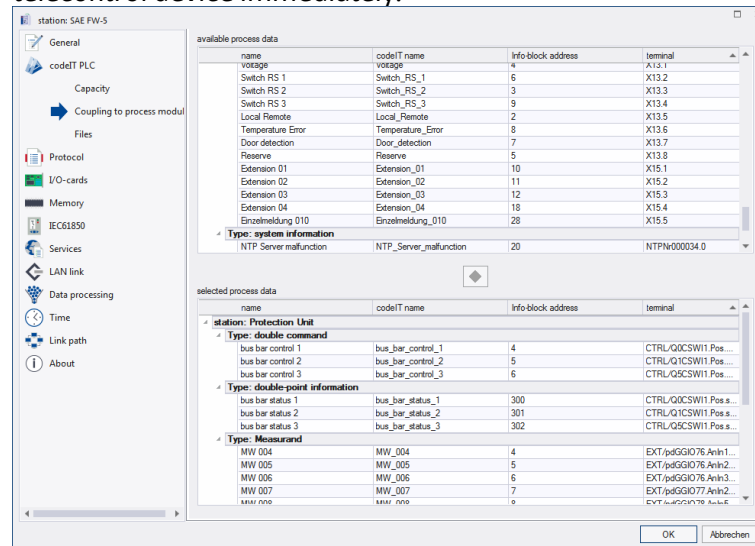 telecontrol device immediately.
station: SAE FW-5
General
codeIT PLC
Capacity
Coupling to process modul
Files
Protocol
I/O-cards
Memory
IEC61850
Services
LAN link
Data processing
Time
Link path
About
available process data
name codeIT name Info-block address terminal
Voltage Voltage 4 X13.1
Switch RS 1 Switch_RS_1 6 X13.2
Switch RS 2 Switch_RS_2 3 X13.3
Switch RS 3 Switch_RS_3 9 X13.4
Local Remote Local_Remote 2 X13.5
Temperature Error Temperature_Error 8 X13.6
Door detection Door_detection 7 X13.7
Reserve Reserve 5 X13.8
Extension 01 Extension_01 10 X15.1
Extension 02 Extension_02 11 X15.2
Extension 03 Extension_03 12 X15.3
Extension 04 Extension_04 18 X15.4
Einzelmeldung 010 Einzelmeldung_010 28 X15.5
Type: system information
NTP Server malfunction NTP_Server_malfunction 20 NTPNr000034.0
selected process data
name codeIT name Info-block address terminal
station: Protection Unit
Type: double command
bus bar control 1 bus_bar_control_1 4 CTRL/Q0CSWI1.Pos....
bus bar control 2 bus_bar_control_2 5 CTRL/Q1CSWI1.Pos....
bus bar control 3 bus_bar_control_3 6 CTRL/Q5CSWI1.Pos....
Type: double-point information
bus bar status 1 bus_bar_status_1 300 CTRL/Q0CSWI1.Pos.s...
bus bar status 2 bus_bar_status_2 301 CTRL/Q1CSWI1.Pos.s...
bus bar status 3 bus_bar_status_3 302 CTRL/Q5CSWI1.Pos.s...
Type: Measurand
MW 004 MW_004 4 EXT/pdGGIO76.AnIn1...
MW 005 MW_005 5 EXT/pdGGIO76.AnIn2...
MW 006 MW_006 6 EXT/pdGGIO76.AnIn3...
MW 007 MW_007 7 EXT/pdGGIO77.AnIn2...
MW 008 MW_008 8 EXT/pdGGIO78.AnIn5...
OK Abbrechen